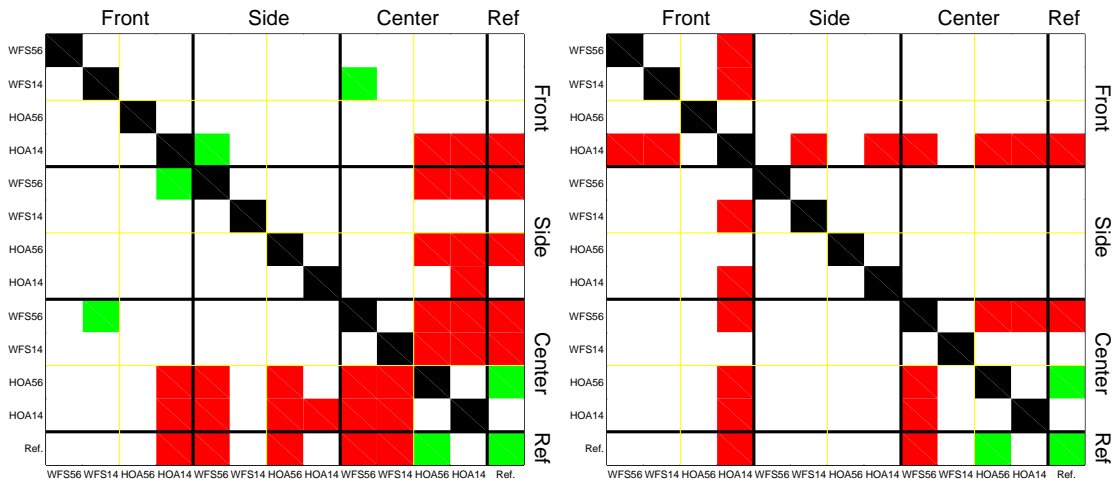 Front Side Center Ref Front Side Center Ref
WFS56 WFS56
WFS14 WFS14
HOA56 HOA56
HOA14 HOA14
WFS56 WFS56
WFS14 WFS14
HOA56 HOA56
HOA14 HOA14
WFS56 WFS56
WFS14 WFS14
HOA56 HOA56
HOA14 HOA14
Ref. Ref.
WFS56 WFS14 HOA56 HOA14 WFS56 WFS14 HOA56 HOA14 WFS56 WFS14 HOA56 HOA14 Ref. WFS56 WFS14 HOA56 HOA14 WFS56 WFS14 HOA56 HOA14 WFS56 WFS14 HOA56 HOA14 Ref.
Front
Side
Center
Ref
Front
Side
Center
Ref